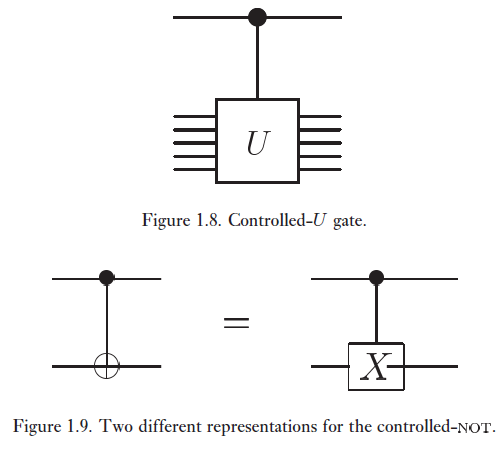 U
Figure 1.8. Controlled-U gate.
=
X
Figure 1.9. Two different representations for the controlled-NOT.